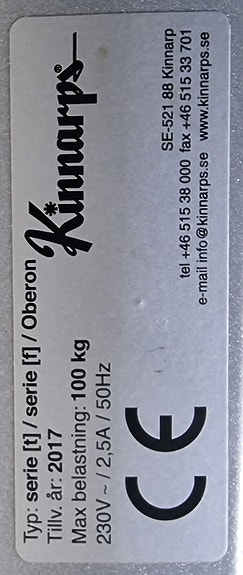 Kinnarps®
SE-521 88 Kinnarp
tel +46 515 38 000 fax +46 515 33 701
e-mail info@kinnarps.se www.kinnarps.se
Typ: serie [t] / serie [f] / Oberon
Tillv. år: 2017
Max belastning: 100 kg
230V ~ / 2,5A / 50Hz
CE